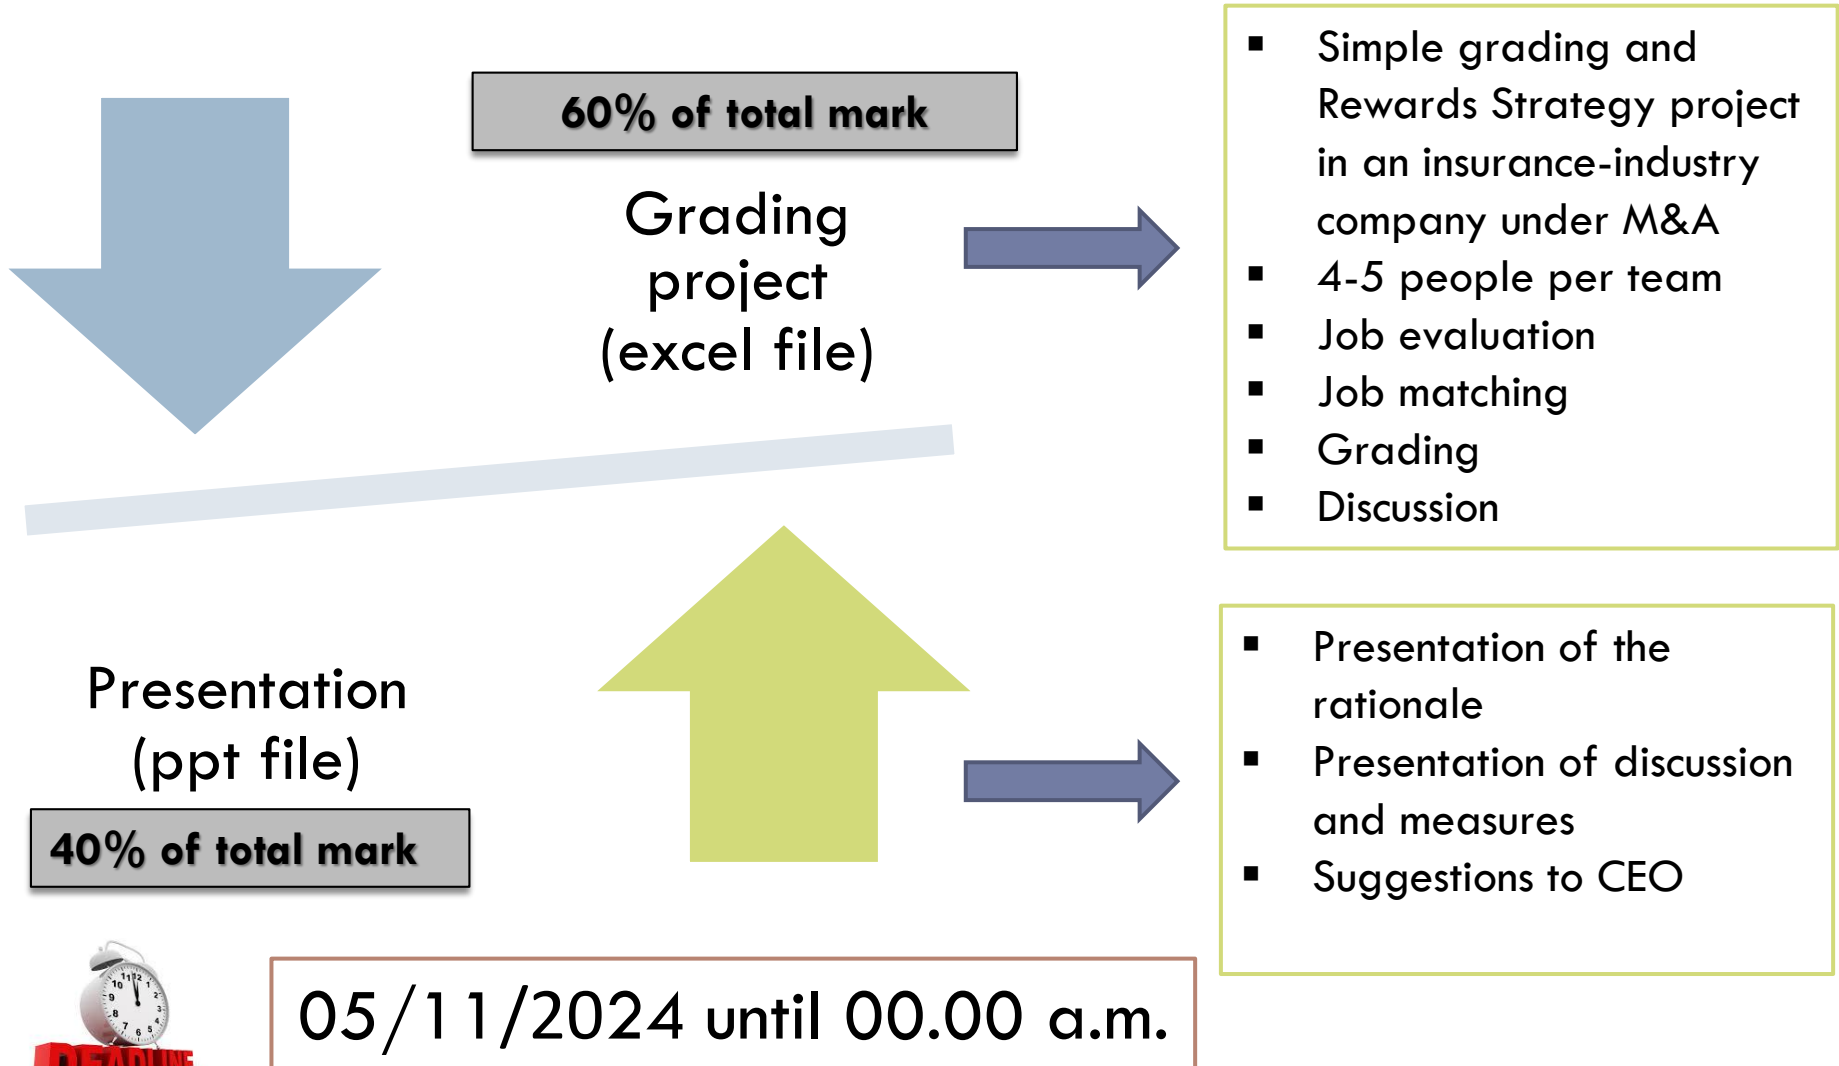 60% of total mark
Grading
project
(excel file)
▪ Simple grading and
Rewards Strategy project
in an insurance-industry
company under M&A
▪ 4-5 people per team
▪ Job evaluation
▪ Job matching
▪ Grading
▪ Discussion
Presentation
(ppt file)
40% of total mark
▪ Presentation of the
rationale
▪ Presentation of discussion
and measures
▪ Suggestions to CEO
DEADLINE
05/11/2024 until 00.00 a.m.